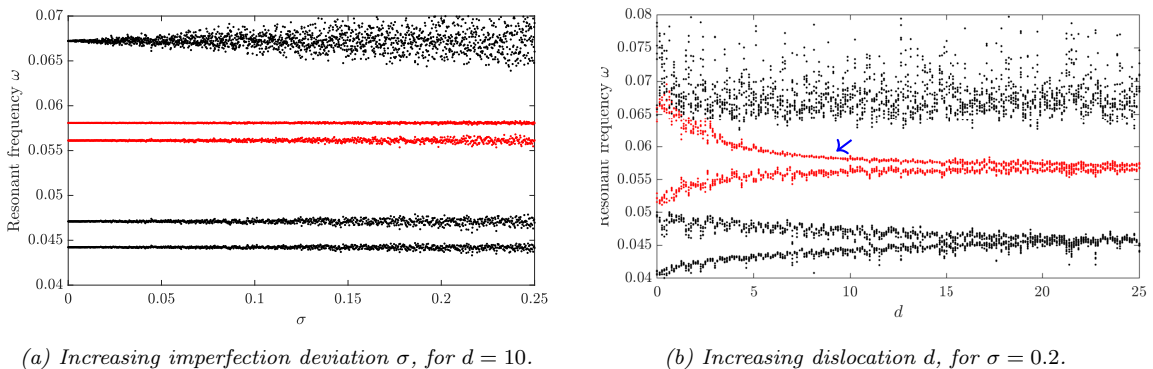 0.07
0.065
0.06
0.055
0.05
0.045
0.04
Resonant frequency ω
0 0.05 0.1 0.15 0.2 0.25
σ
(a) Increasing imperfection deviation σ, for d = 10.
0.08
0.075
0.07
0.065
0.06
0.055
0.05
0.045
0.04
Resonant frequency ω
0 5 10 15 20 25
d
(b) Increasing dislocation d, for σ = 0.2.